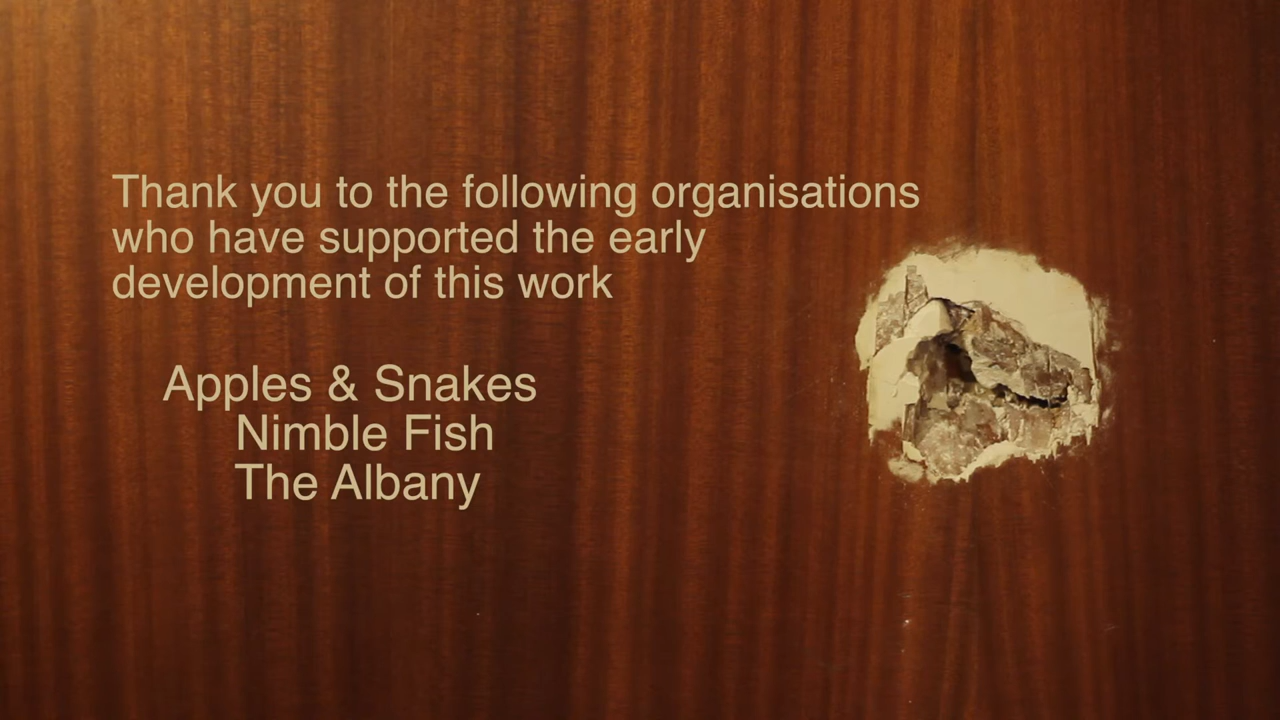 Thank you to the following organisations
who have supported the early
development of this work
Apples & Snakes
Nimble Fish
The Albany